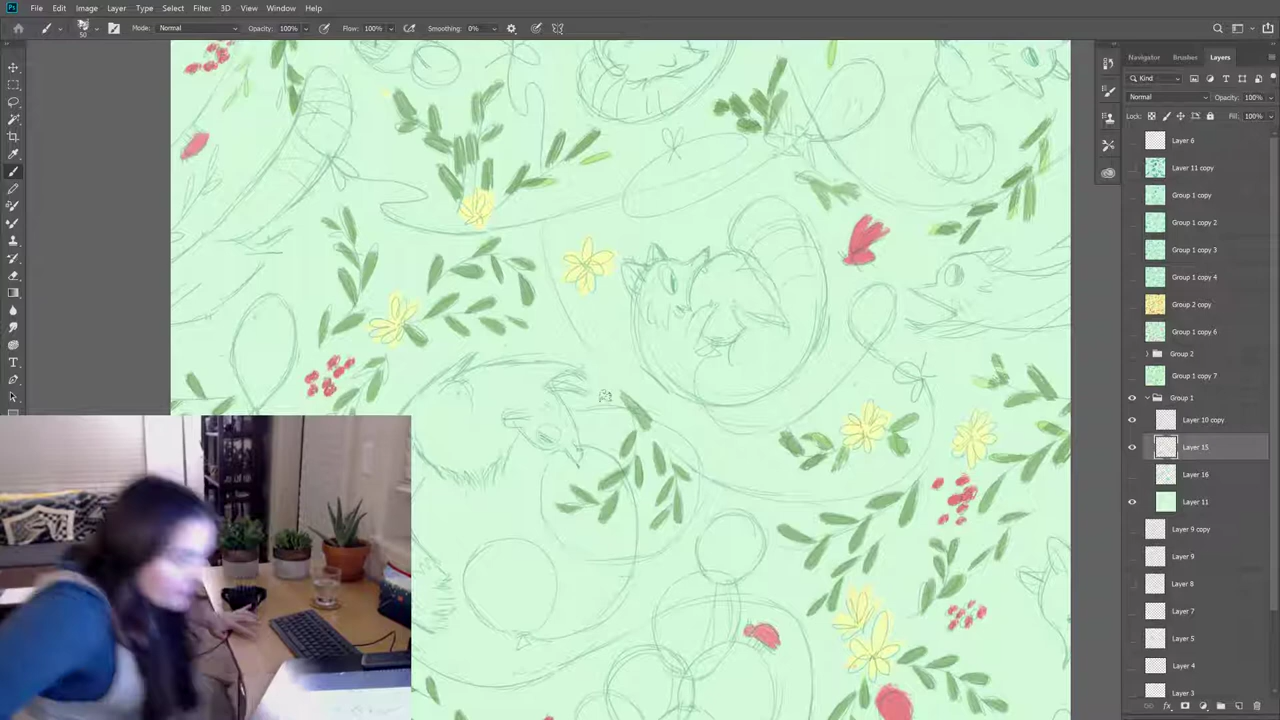 Ps File Edit Image Layer Type Select Filter 3D View Window Help
50 Mode: Normal Opacity: 100% Flow: 100% Smoothing: 0%
Navigator Brushes Layers
Kind
Normal Opacity: 100%
Lock: Fill: 100%
Layer 6
Layer 11 copy
Group 1 copy
Group 1 copy 2
Group 1 copy 3
Group 1 copy 4
Group 2 copy
Group 1 copy 6
Group 2
Group 1 copy 7
Group 1
Layer 10 copy
Layer 15
Layer 16
Layer 11
Layer 9 copy
Layer 9
Layer 8
Layer 7
Layer 5
Layer 4
Layer 3
fx